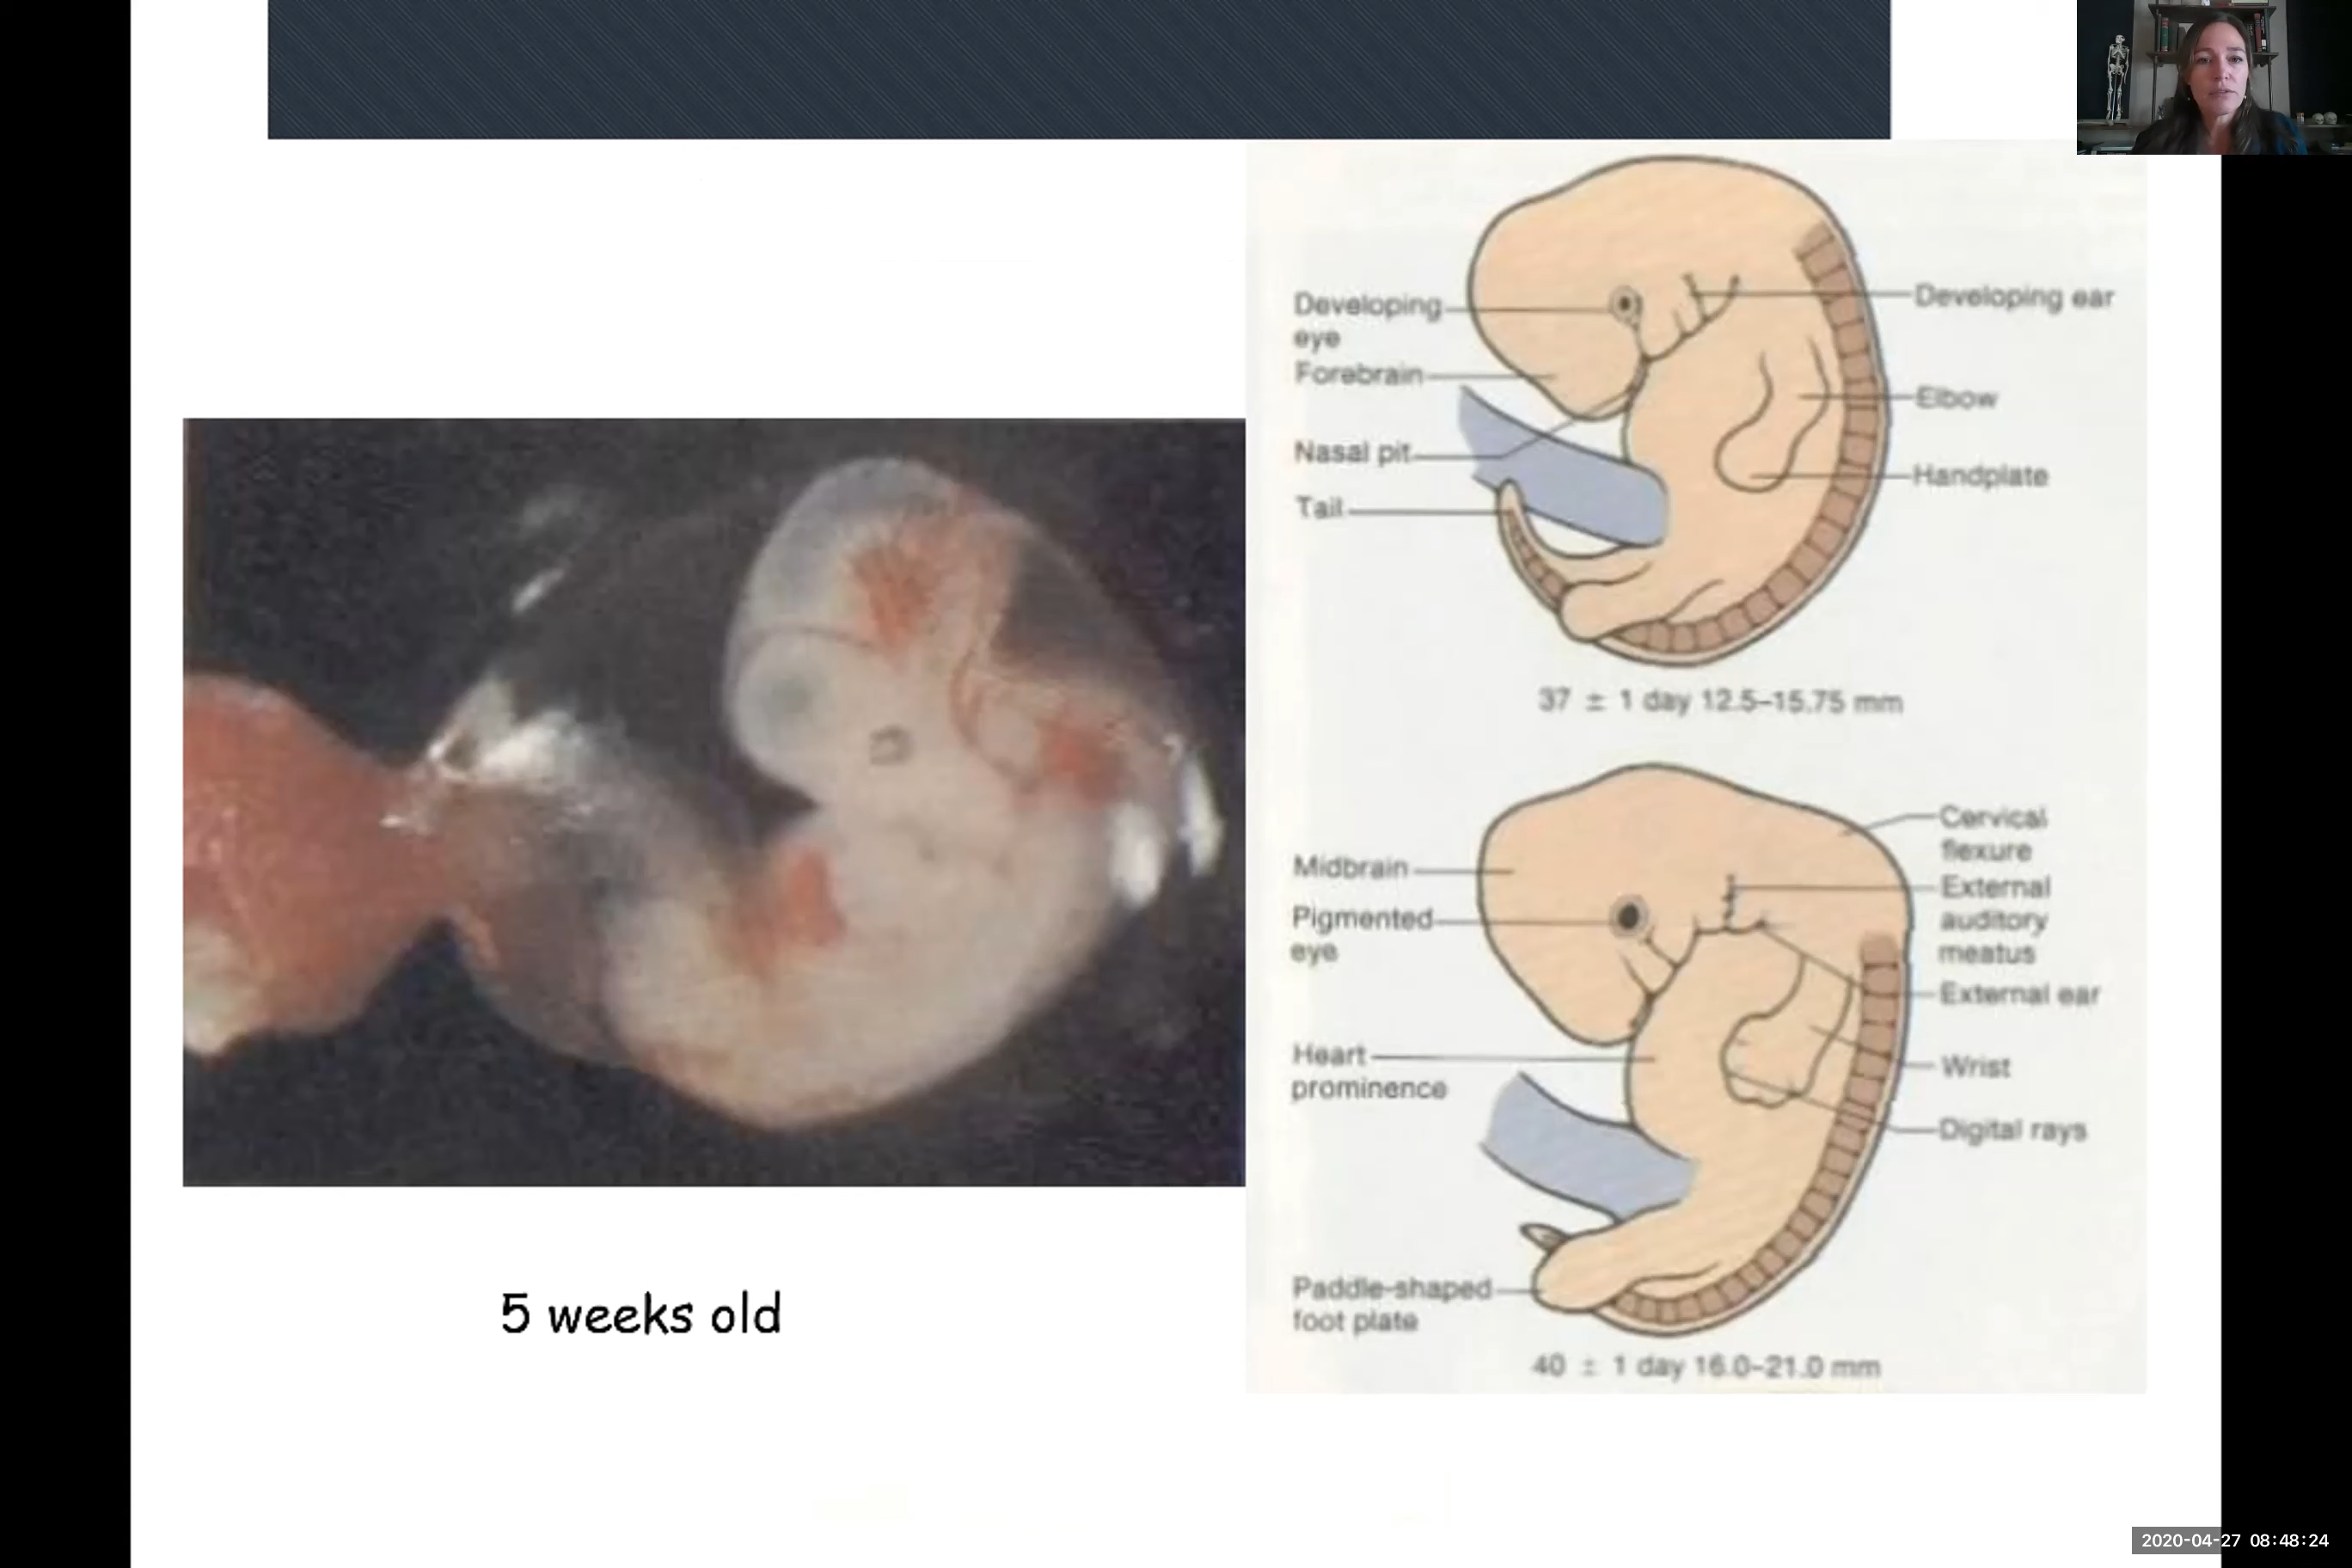 Developing
eye
Forebrain
Nasal pit
Tail
Developing ear
Elbow
Handplate
37 ± 1 day 12.5–15.75 mm
Midbrain
Pigmented
eye
Heart
prominence
Paddle-shaped
foot plate
Cervical
flexure
External
auditory
meatus
External ear
Wrist
Digital rays
40 ± 1 day 16.0–21.0 mm
5 weeks old
2020-04-27 08:48:24